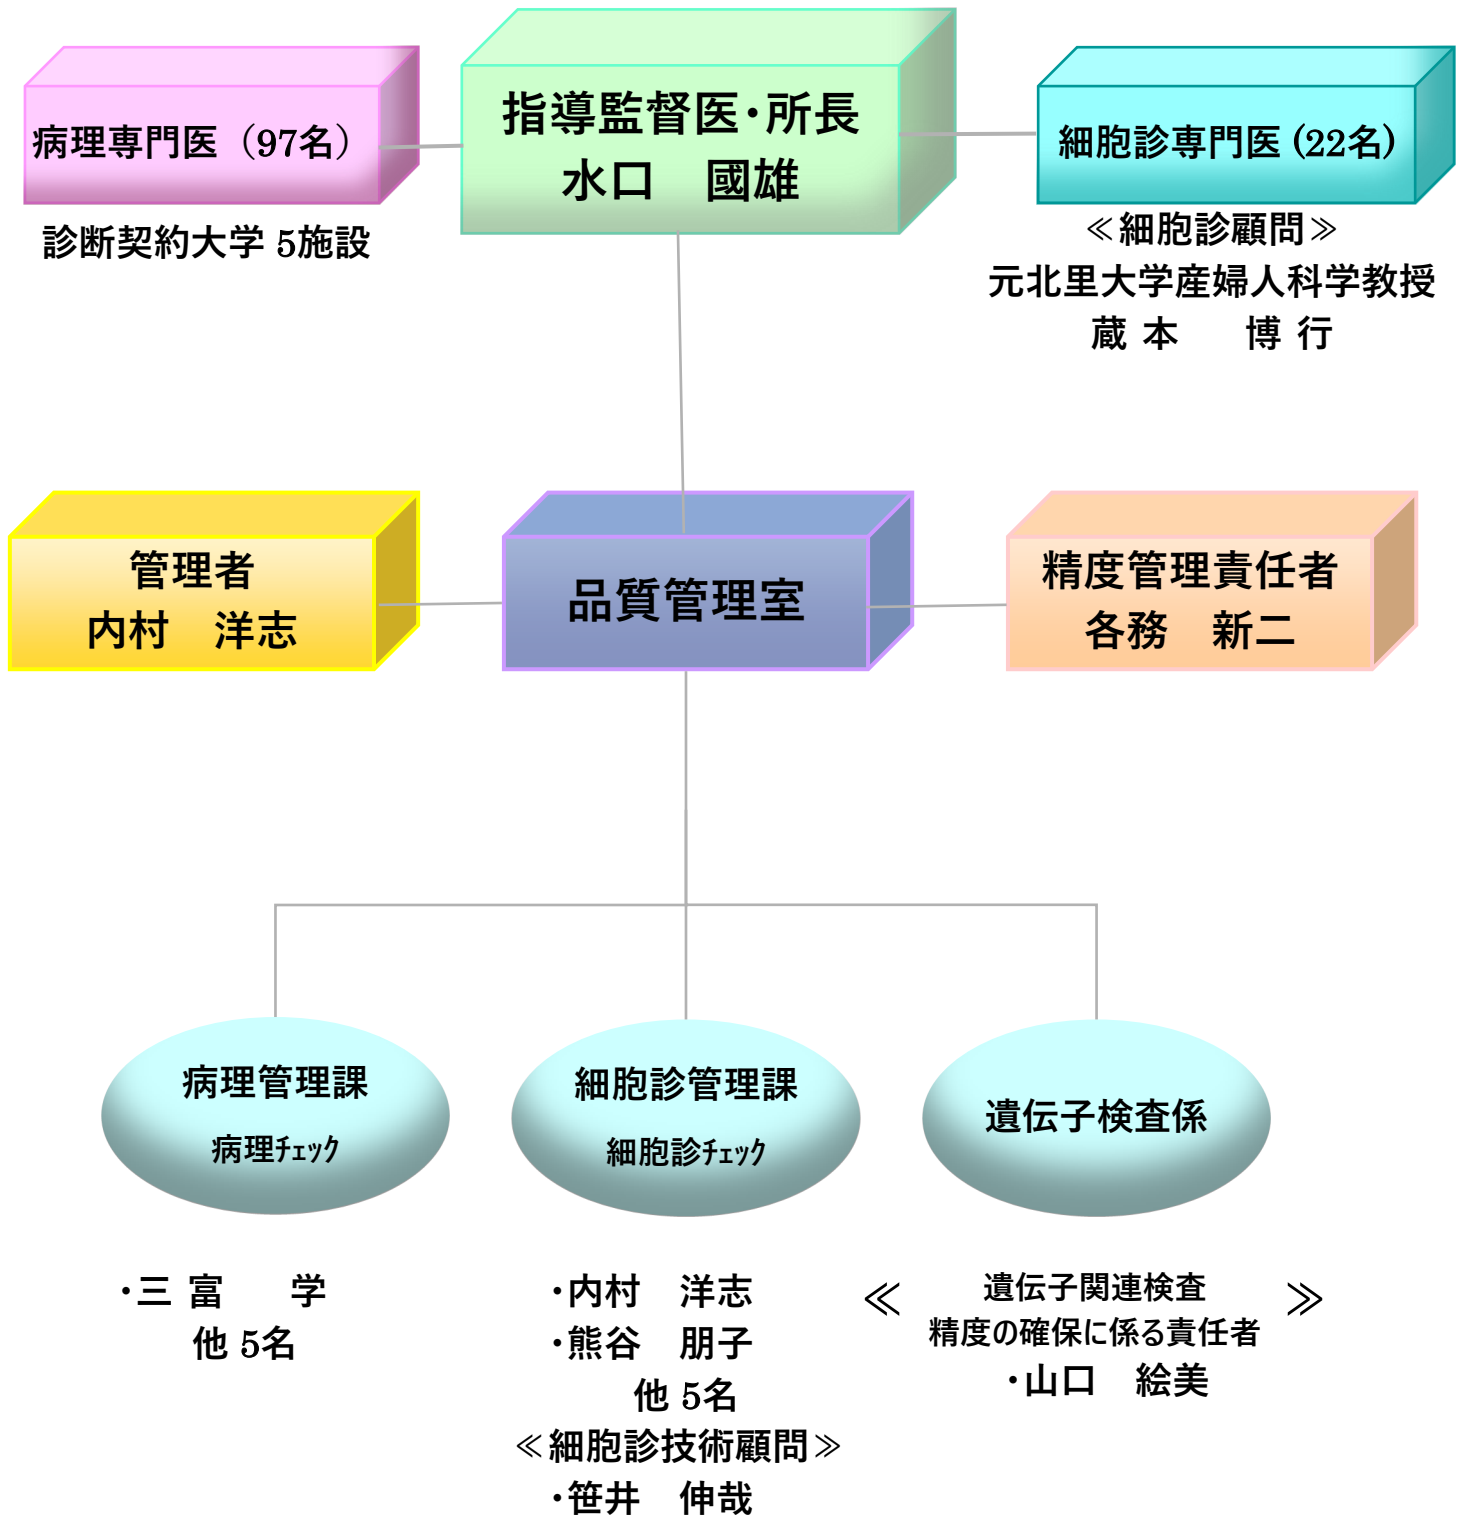 指導監督医・所長
水口　國雄
病理専門医（97名）
診断契約大学 5施設
細胞診専門医(22名)
≪細胞診顧問≫
元北里大学産婦人科学教授
蔵本　博行
管理者
内村　洋志
品質管理室
精度管理責任者
各務　新二
病理管理課
病理ﾁｪｯｸ
・三富　学
他 5名
細胞診管理課
細胞診ﾁｪｯｸ
・内村　洋志
・熊谷　朋子
他 5名
≪細胞診技術顧問≫
・笹井　伸哉
遺伝子検査係
≪　遺伝子関連検査　≫
精度の確保に係る責任者
・山口　絵美